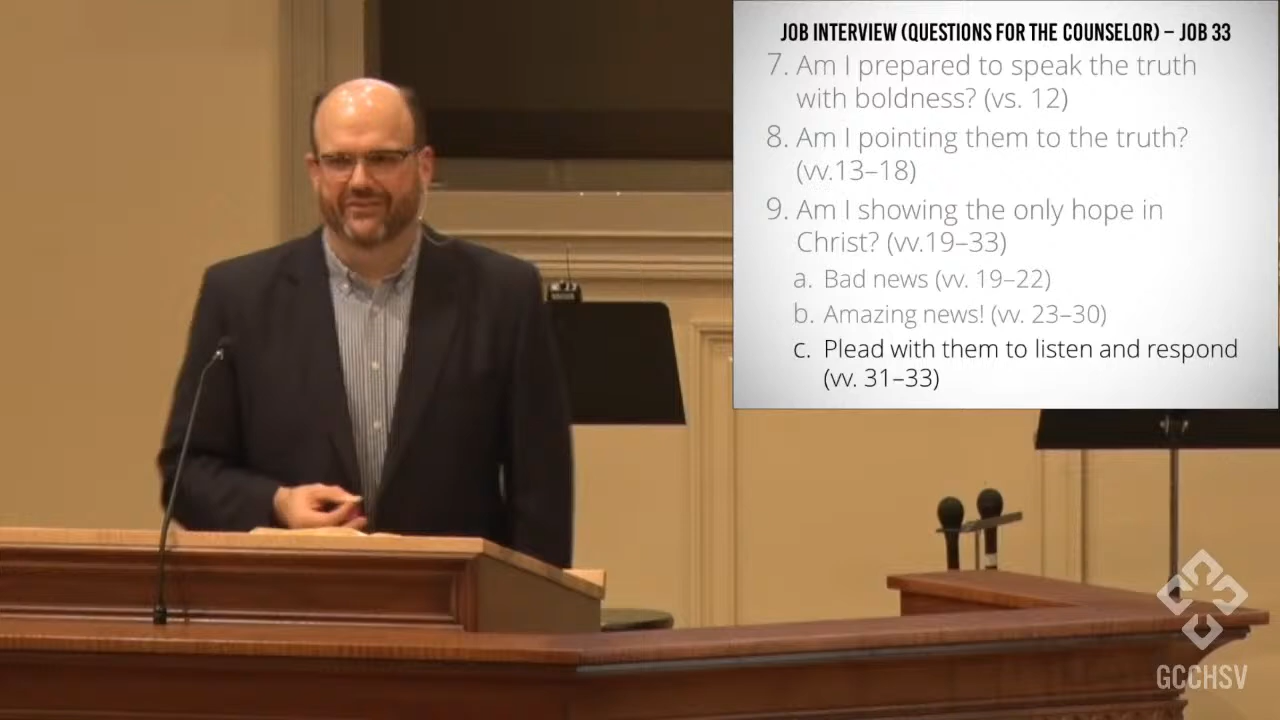 JOB INTERVIEW (QUESTIONS FOR THE COUNSELOR) – JOB 33
7. Am I prepared to speak the truth
with boldness? (vs. 12)
8. Am I pointing them to the truth?
(vv.13–18)
9. Am I showing the only hope in
Christ? (vv.19–33)
a. Bad news (vv. 19–22)
b. Amazing news! (vv. 23–30)
c. Plead with them to listen and respond
(vv. 31–33)
GCCHSV